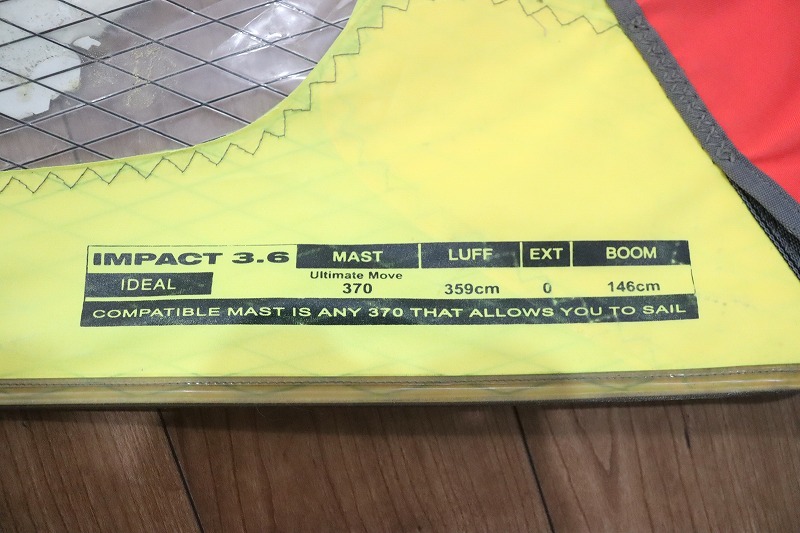 IMPACT 3.6 MAST LUFF EXT BOOM
IDEAL Ultimate Move 370 359cm 0 146cm
COMPATIBLE MAST IS ANY 370 THAT ALLOWS YOU TO SAIL